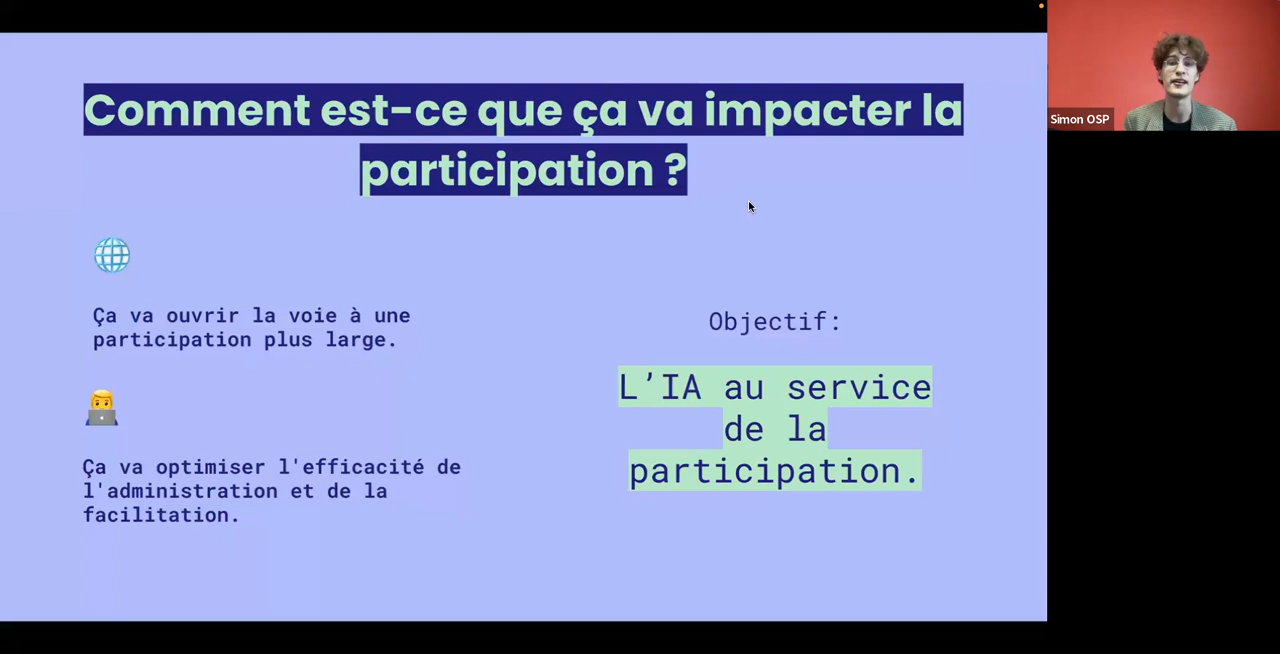 Comment est-ce que ça va impacter la
participation ?
Ça va ouvrir la voie à une
participation plus large.
Ça va optimiser l'efficacité de
l'administration et de la
facilitation.
Objectif:
L’IA au service
de la
participation.
Simon OSP